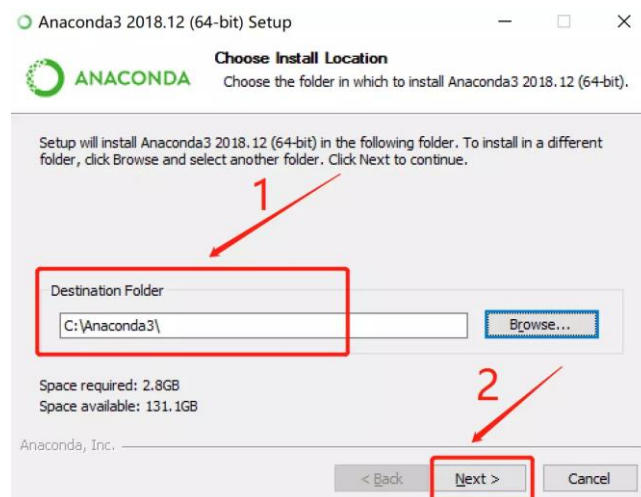 Anaconda3 2018.12 (64-bit) Setup
ANACONDA
Choose Install Location
Choose the folder in which to install Anaconda3 2018.12 (64-bit).
Setup will install Anaconda3 2018.12 (64-bit) in the following folder. To install in a different
folder, click Browse and select another folder. Click Next to continue.
1
Destination Folder
C:\Anaconda3\
Browse...
Space required: 2.8GB
Space available: 131.1GB
2
Anaconda, Inc.
< Back
Next >
Cancel